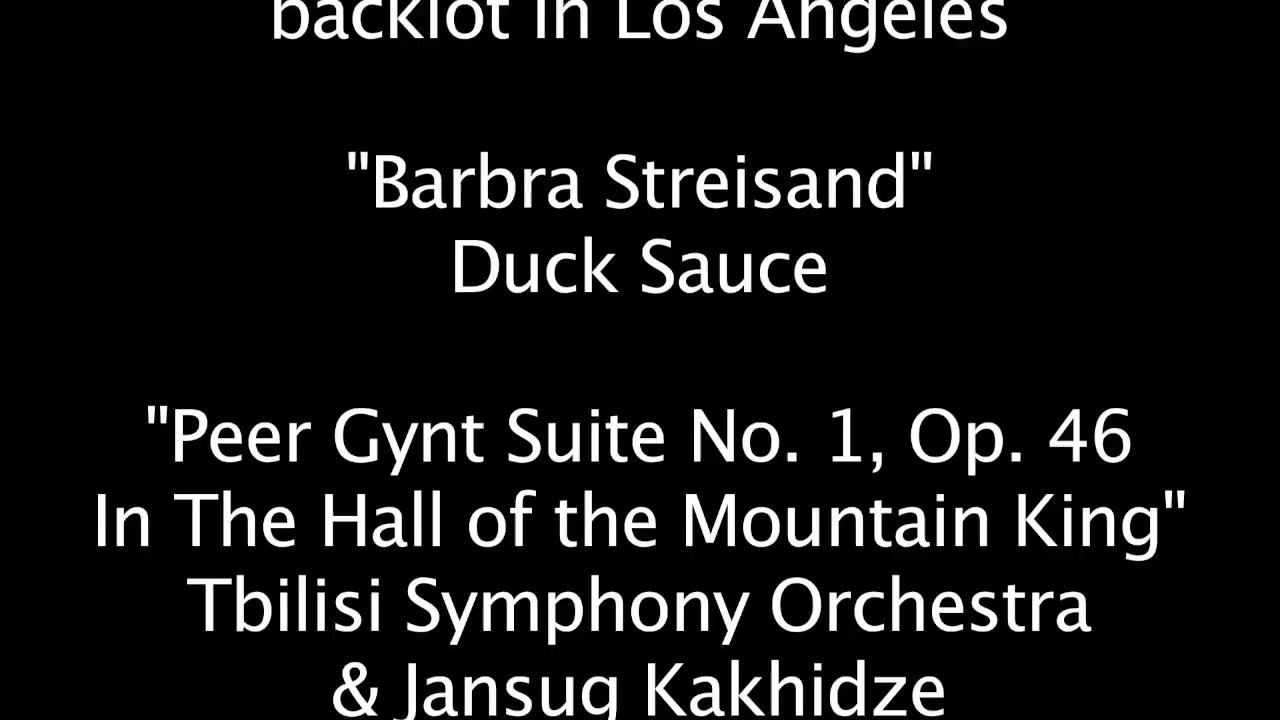 backlot in Los Angeles
"Barbra Streisand"
Duck Sauce
"Peer Gynt Suite No. 1, Op. 46
In The Hall of the Mountain King"
Tbilisi Symphony Orchestra
& Jansug Kakhidze